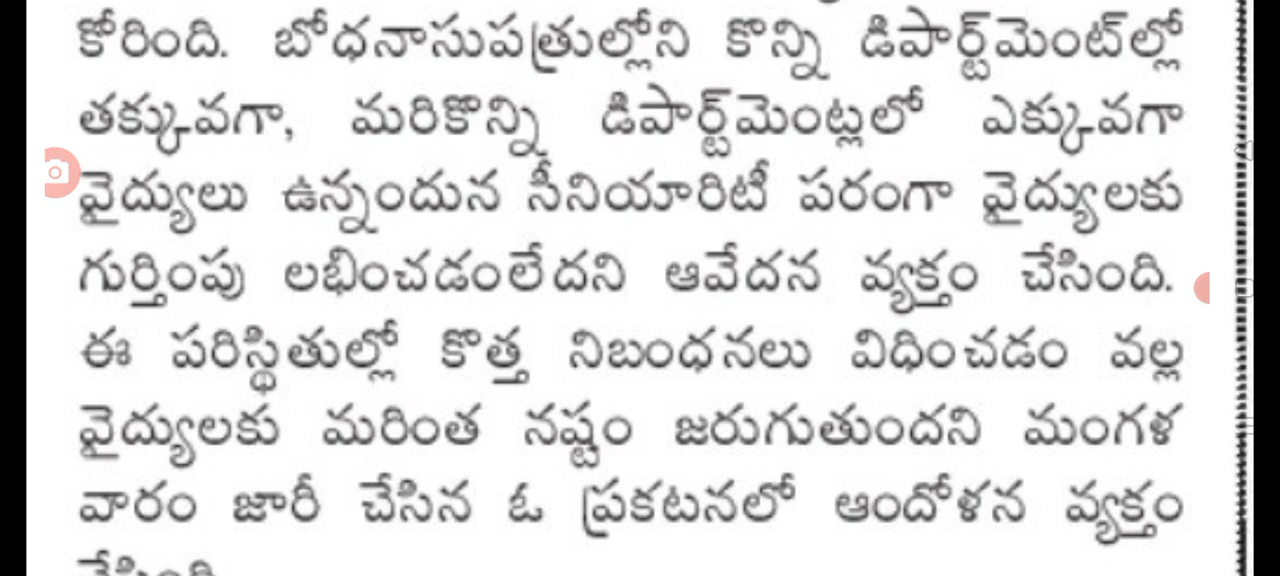 కోరింది. బోధనాసుపత్రుల్లోని కొన్ని డిపార్ట్‌మెంట్‌ల్లో
తక్కువగా, మరికొన్ని డిపార్ట్‌మెంట్లలో ఎక్కువగా
వైద్యులు ఉన్నందున సీనియారిటీ పరంగా వైద్యులకు
గుర్తింపు లభించడంలేదని ఆవేదన వ్యక్తం చేసింది.
ఈ పరిస్థితుల్లో కొత్త నిబంధనలు విధించడం వల్ల
వైద్యులకు మరింత నష్టం జరుగుతుందని మంగళ
వారం జారీ చేసిన ఓ ప్రకటనలో ఆందోళన వ్యక్తం